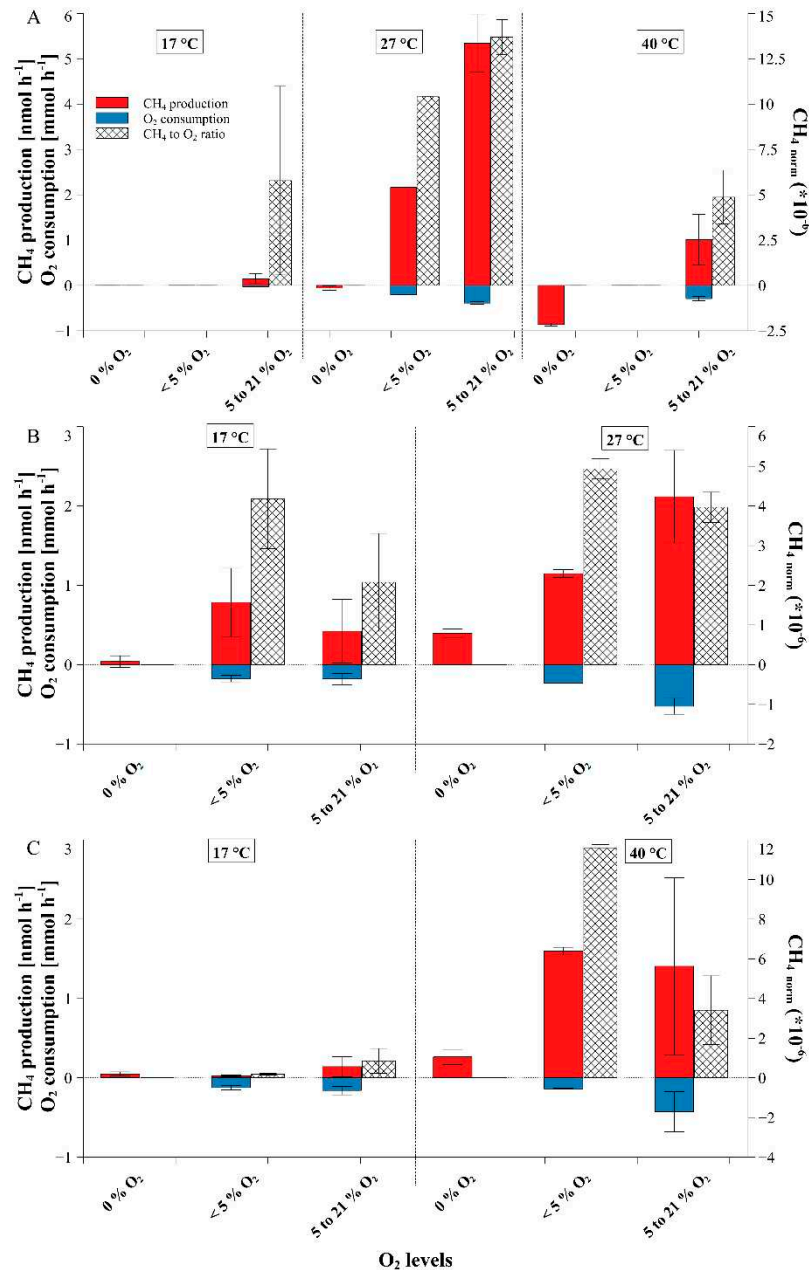 A
17 °C
27 °C
40 °C
CH₄ production
O₂ consumption
CH₄ to O₂ ratio
CH₄ production [nmol h⁻¹]
O₂ consumption [mmol h⁻¹]
6
5
4
3
2
1
0
−1
15
12.5
10
7.5
5
2.5
0
−2.5
CH₄ norm (*10⁻⁶)
0 % O₂
< 5 % O₂
5 to 21 % O₂
0 % O₂
< 5 % O₂
5 to 21 % O₂
0 % O₂
< 5 % O₂
5 to 21 % O₂
B
17 °C
27 °C
CH₄ production [nmol h⁻¹]
O₂ consumption [mmol h⁻¹]
3
2
1
0
−1
6
5
4
3
2
1
0
−1
−2
CH₄ norm (*10⁻⁶)
0 % O₂
< 5 % O₂
5 to 21 % O₂
0 % O₂
< 5 % O₂
5 to 21 % O₂
C
17 °C
40 °C
CH₄ production [nmol h⁻¹]
O₂ consumption [mmol h⁻¹]
3
2
1
0
−1
12
10
8
6
4
2
0
−2
−4
CH₄ norm (*10⁻⁶)
0 % O₂
< 5 % O₂
5 to 21 % O₂
0 % O₂
< 5 % O₂
5 to 21 % O₂
O₂ levels